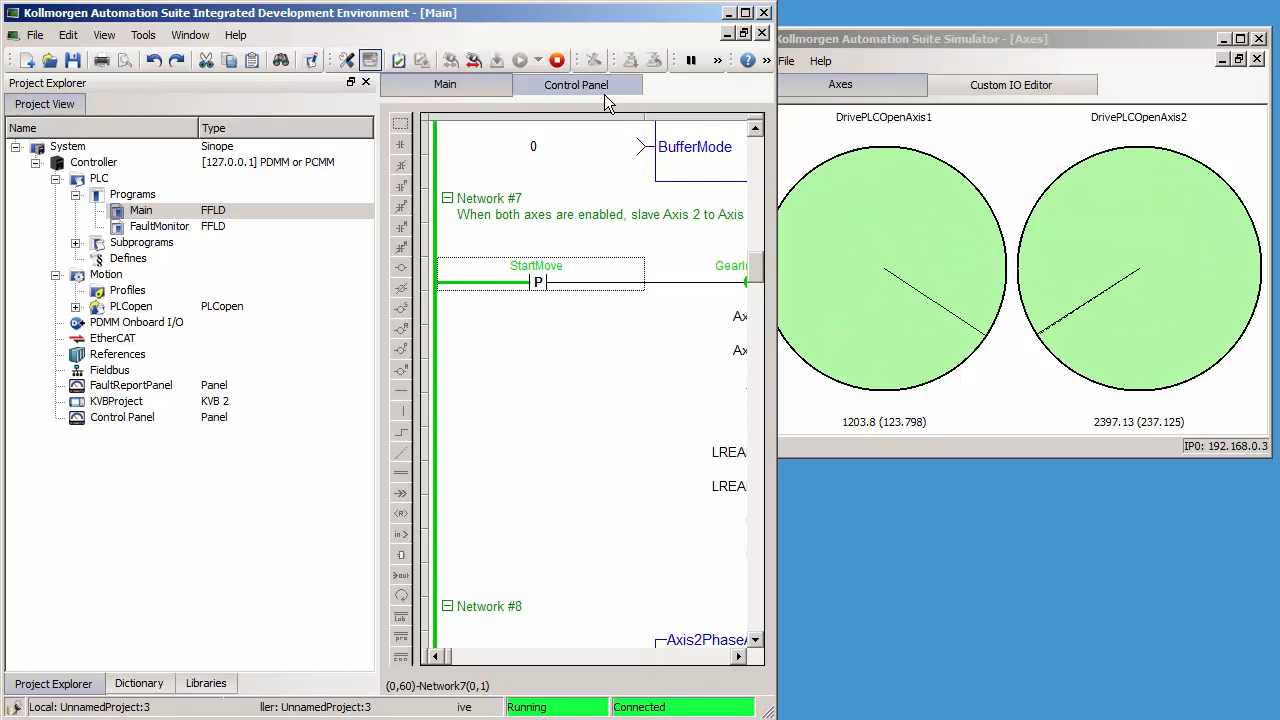 Kollmorgen Automation Suite Integrated Development Environment - [Main]
File Edit View Tools Window Help
Project Explorer
Project View
Name Type
System Sinope
Controller [127.0.0.1] PDMM or PCMM
PLC
Programs
Main FFLD
FaultMonitor FFLD
Subprograms
Defines
Motion
Profiles
PLCopen PLCopen
PDMM Onboard I/O
EtherCAT
References
Fieldbus
FaultReportPanel Panel
KVBProject KVB 2
Control Panel Panel
Project Explorer Dictionary Libraries
Main Control Panel
0 BufferMode
Network #7
When both axes are enabled, slave Axis 2 to Axis
StartMove
P
LREA
LREA
Network #8
Axis2PhaseA
(0,60)-Network7(0,1)
Local: UnnamedProject:3 ller: UnnamedProject:3 ive Running Connected
Kollmorgen Automation Suite Simulator - [Axes]
File Help
Axes Custom IO Editor
DrivePLCOpenAxis1 DrivePLCOpenAxis2
1203.8 (123.798) 2397.13 (237.125)
IP0: 192.168.0.3